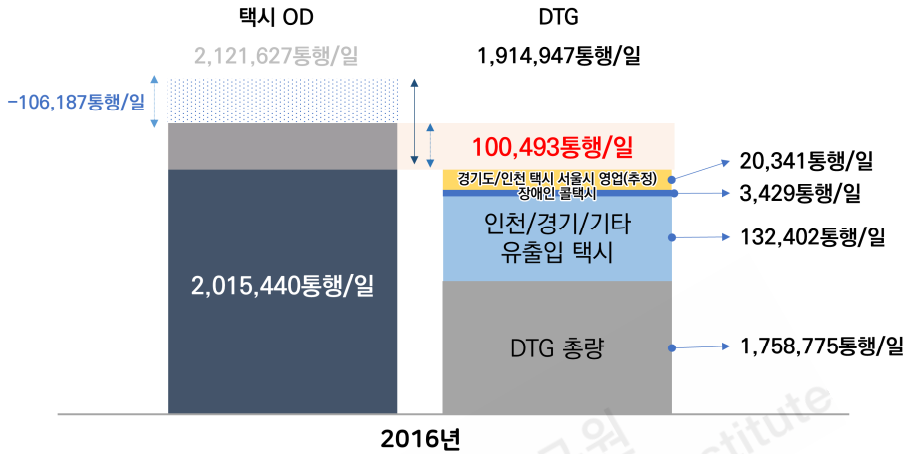 택시 OD
DTG
2,121,627통행/일
1,914,947통행/일
-106,187통행/일
100,493통행/일
경기도/인천 택시 서울시 영업(추정)
20,341통행/일
장애인 콜택시
3,429통행/일
인천/경기/기타
유출입 택시
132,402통행/일
2,015,440통행/일
DTG 총량
1,758,775통행/일
2016년